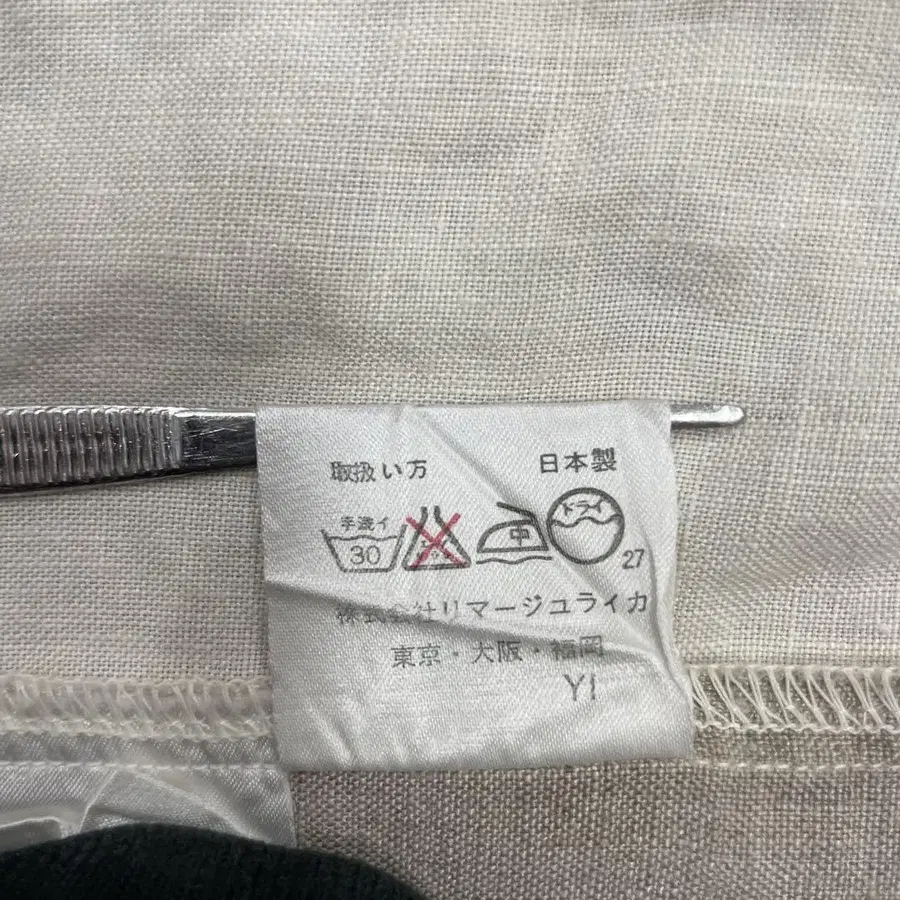 取扱い方 日本製
手洗イ ドライ
30 中
27
株式会社リマージュライカ
東京・大阪・福岡
YI